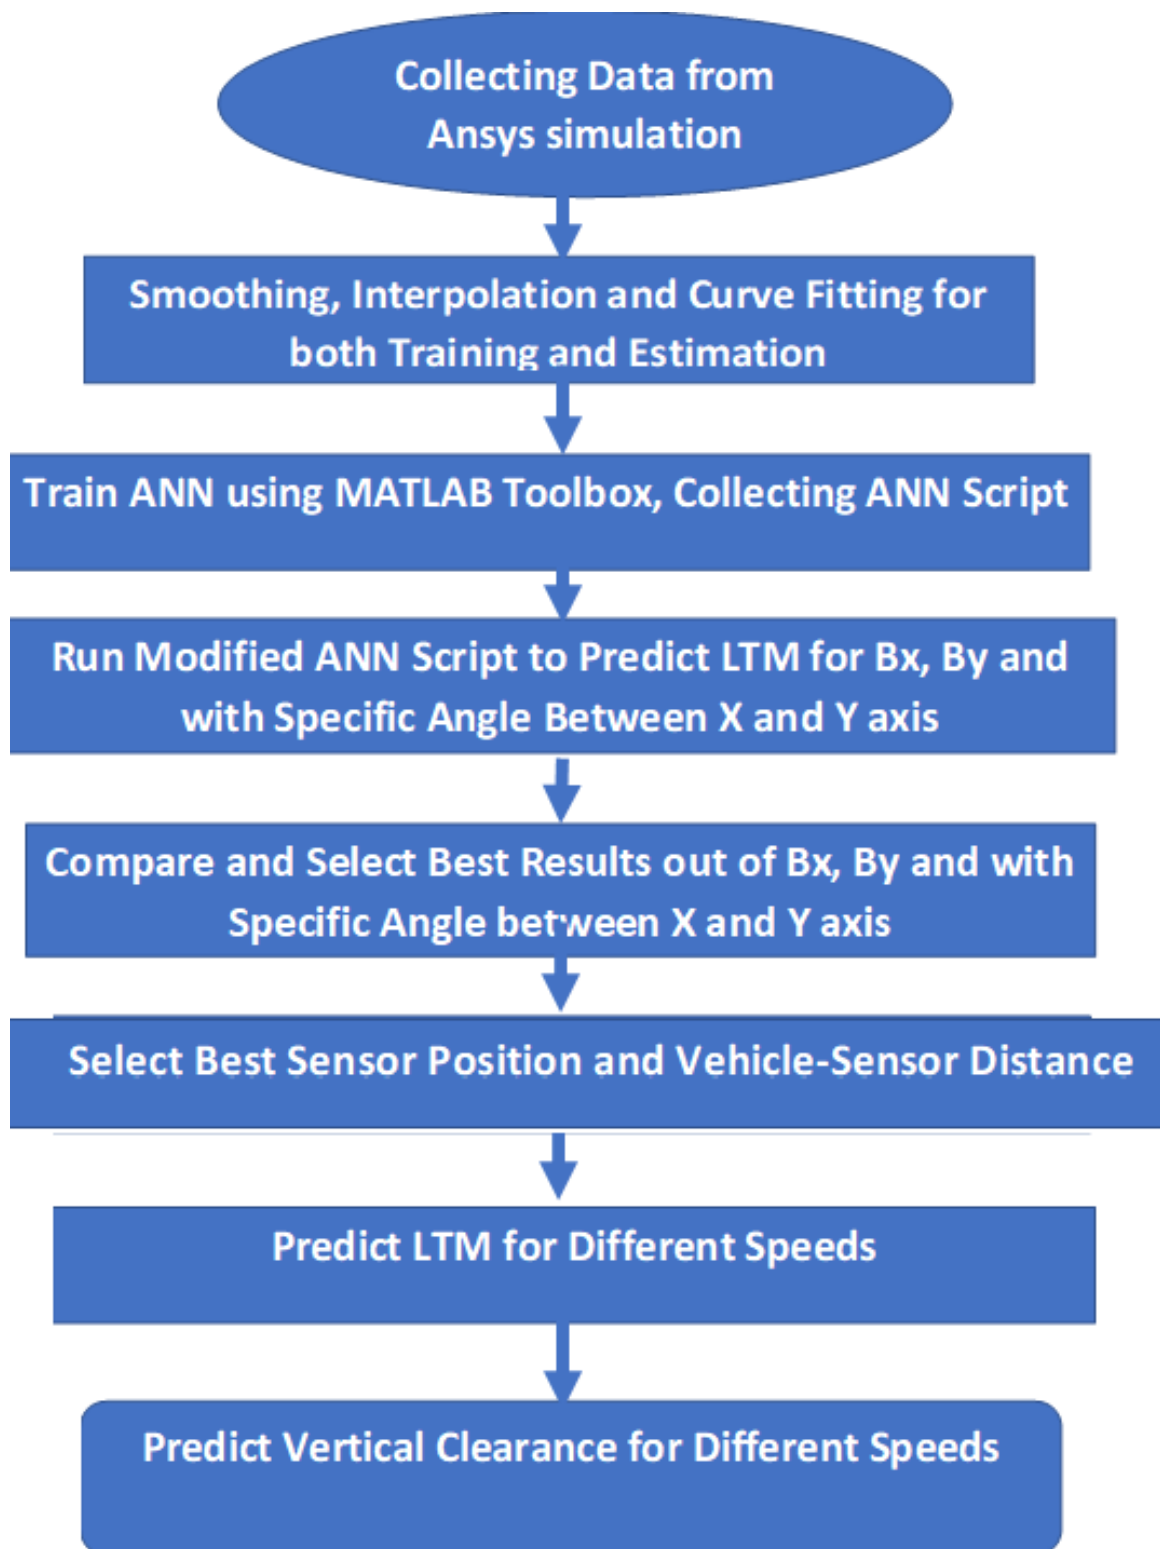 Collecting Data from
Ansys simulation
Smoothing, Interpolation and Curve Fitting for
both Training and Estimation
Train ANN using MATLAB Toolbox, Collecting ANN Script
Run Modified ANN Script to Predict LTM for Bx, By and
with Specific Angle Between X and Y axis
Compare and Select Best Results out of Bx, By and with
Specific Angle between X and Y axis
Select Best Sensor Position and Vehicle-Sensor Distance
Predict LTM for Different Speeds
Predict Vertical Clearance for Different Speeds